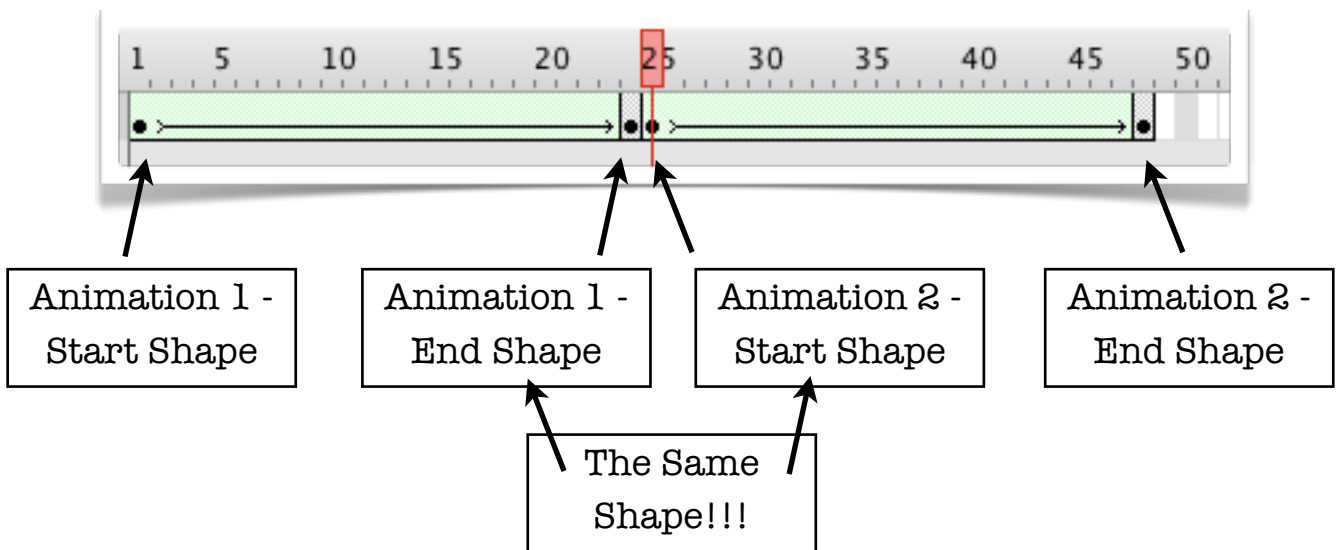 1 5 10 15 20 25 30 35 40 45 50
Animation 1 -
Start Shape
Animation 1 -
End Shape
Animation 2 -
Start Shape
Animation 2 -
End Shape
The Same
Shape!!!